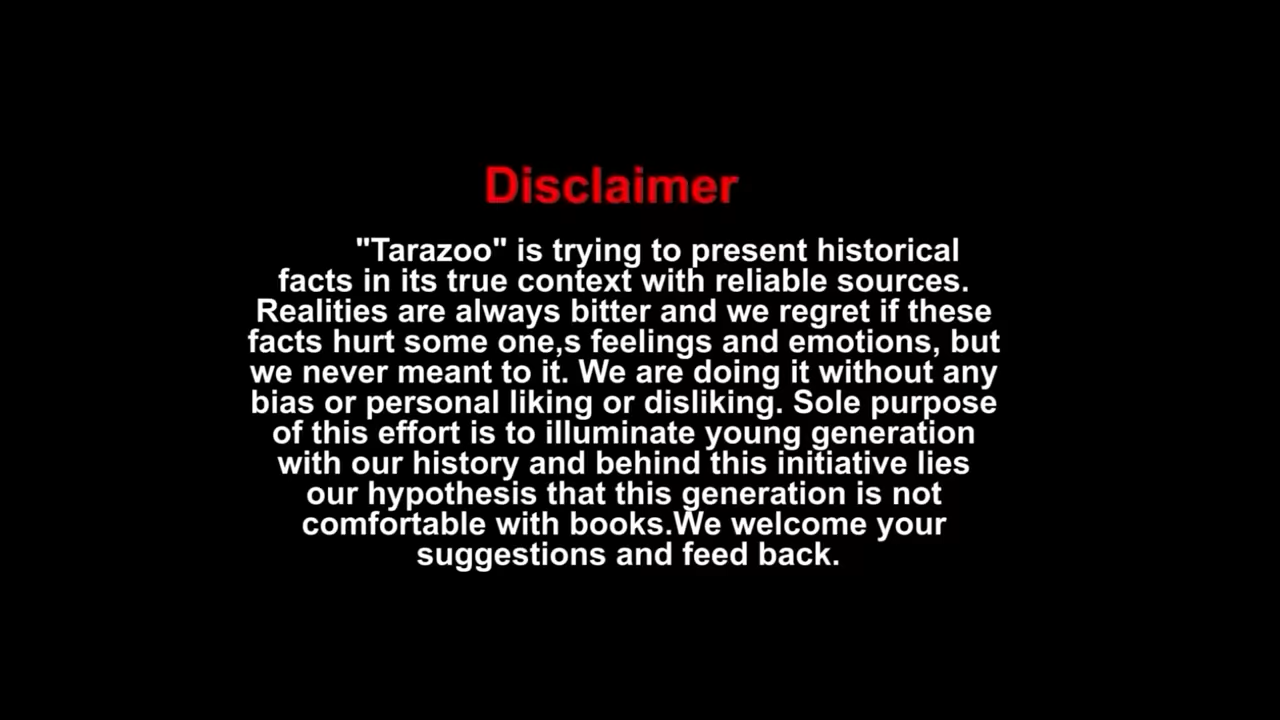 Disclaimer
"Tarazoo" is trying to present historical
facts in its true context with reliable sources.
Realities are always bitter and we regret if these
facts hurt some one,s feelings and emotions, but
we never meant to it. We are doing it without any
bias or personal liking or disliking. Sole purpose
of this effort is to illuminate young generation
with our history and behind this initiative lies
our hypothesis that this generation is not
comfortable with books.We welcome your
suggestions and feed back.